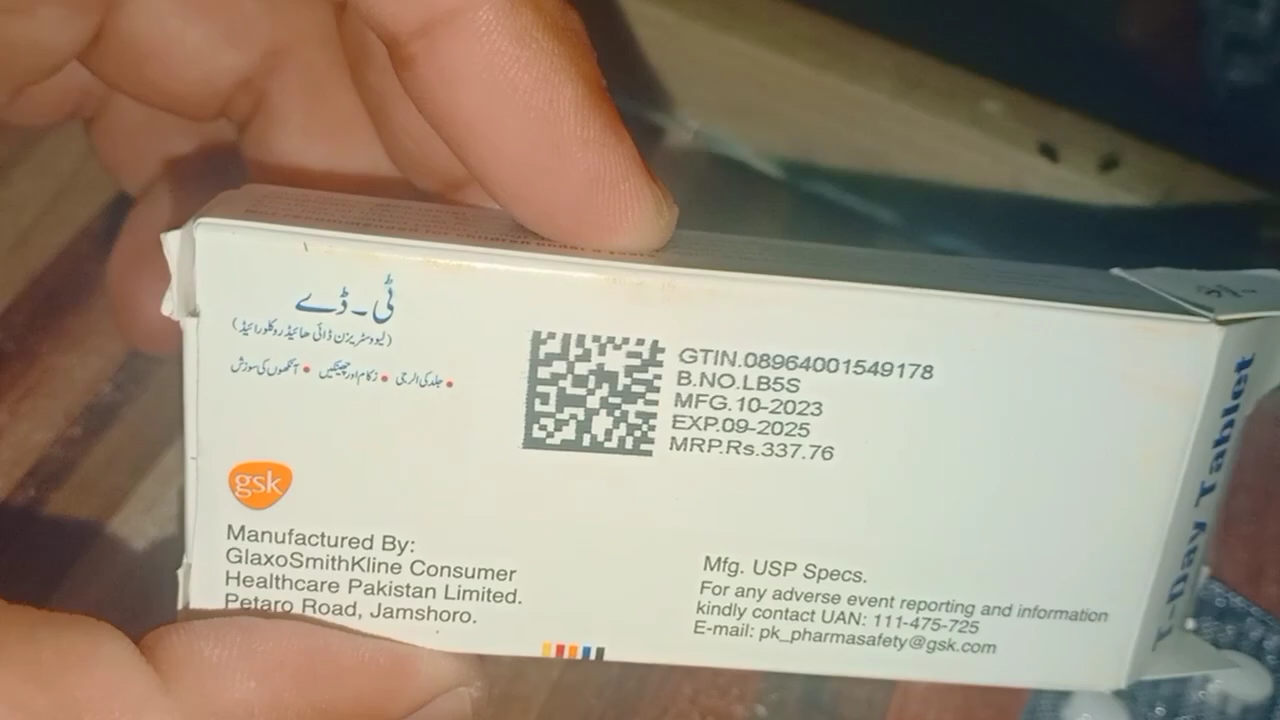 ٹی-ڈے
(لیووسٹریزن ڈائی ھائیڈروکلورائیڈ)
• جلد کی الرجی • زکام اور چھینکیں • آنکھوں کی سوزش
GTIN.08964001549178
B.NO.LB5S
MFG.10-2023
EXP.09-2025
MRP.Rs.337.76
gsk
Manufactured By:
GlaxoSmithKline Consumer
Healthcare Pakistan Limited.
Petaro Road, Jamshoro.
Mfg. USP Specs.
For any adverse event reporting and information
kindly contact UAN: 111-475-725
E-mail: pk_pharmasafety@gsk.com
T-Day Tablet